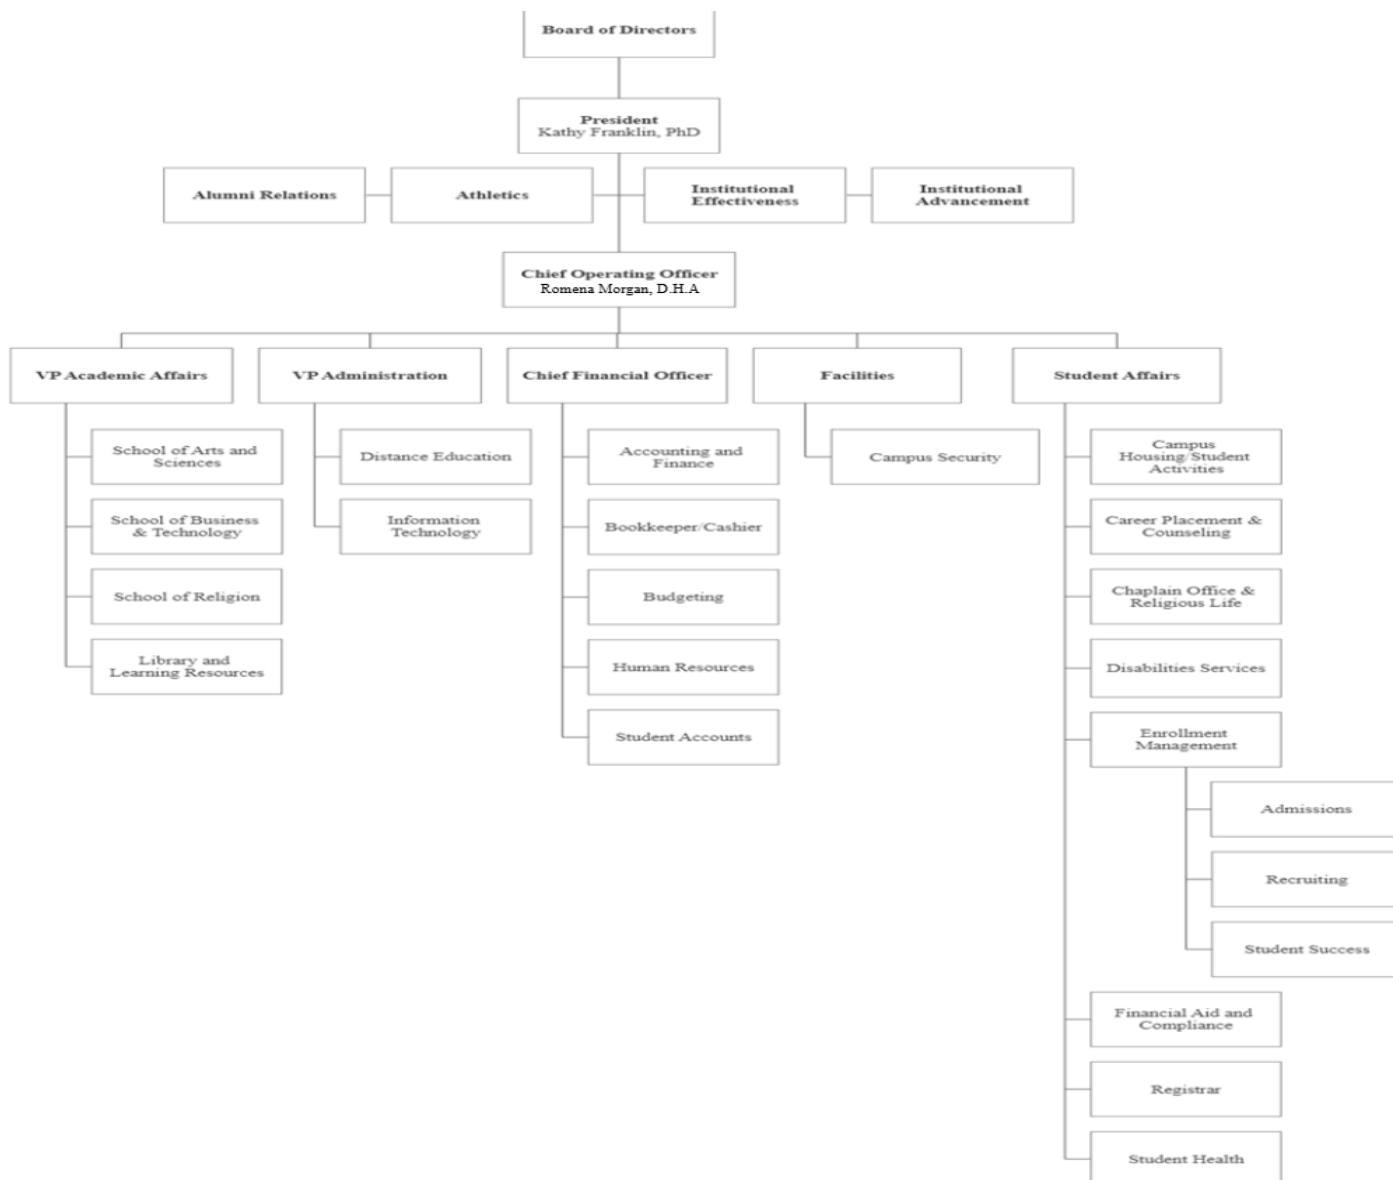 Board of Directors
President
Kathy Franklin, PhD
Alumni Relations
Athletics
Institutional
Effectiveness
Institutional
Advancement
Chief Operating Officer
Romena Morgan, D.H.A
VP Academic Affairs
VP Administration
Chief Financial Officer
Facilities
Student Affairs
School of Arts and
Sciences
School of Business
& Technology
School of Religion
Library and
Learning Resources
Distance Education
Information
Technology
Accounting and
Finance
Bookkeeper/Cashier
Budgeting
Human Resources
Student Accounts
Campus Security
Campus
Housing/Student
Activities
Career Placement &
Counseling
Chaplain Office &
Religious Life
Disabilities Services
Enrollment
Management
Admissions
Recruiting
Student Success
Financial Aid and
Compliance
Registrar
Student Health